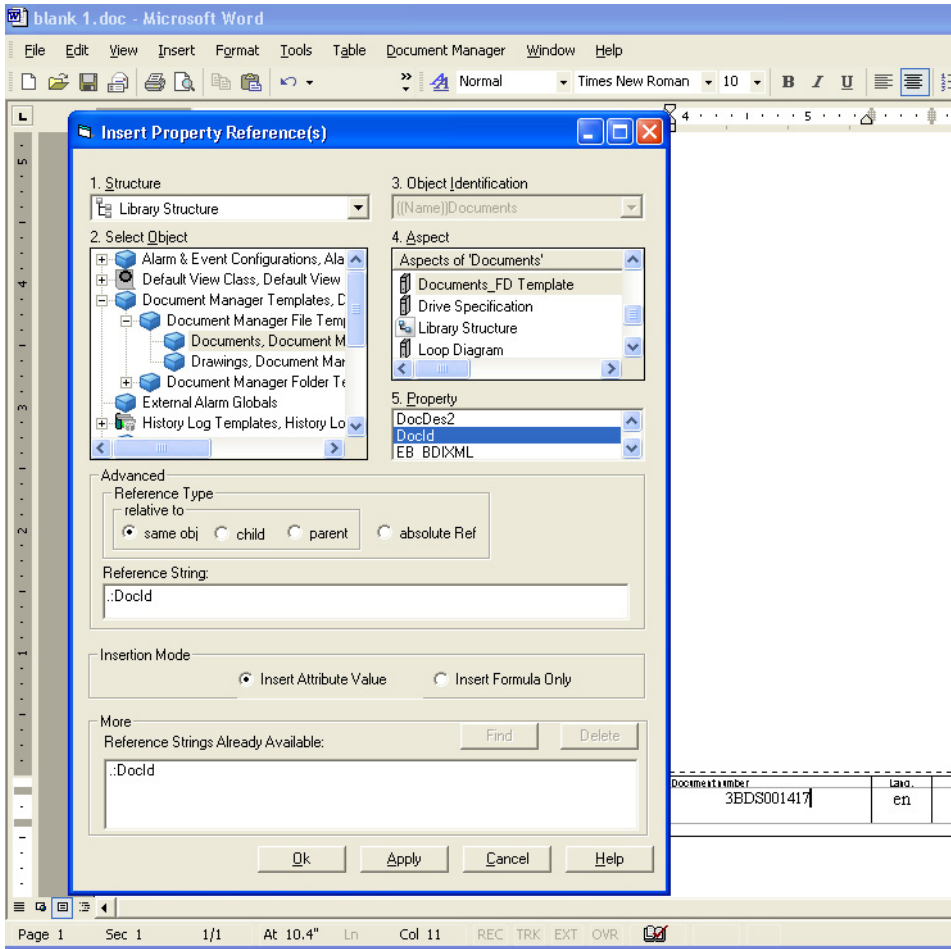 blank 1.doc - Microsoft Word
File Edit View Insert Format Tools Table Document Manager Window Help
Normal Times New Roman 10 B I U
L 4 5
Insert Property Reference(s)
1. Structure
Library Structure
3. Object Identification
((Name))Documents
2. Select Object
Alarm & Event Configurations, Ala
Default View Class, Default View
Document Manager Templates, D
Document Manager File Temp
Documents, Document M
Drawings, Document Mar
Document Manager Folder Te
External Alarm Globals
History Log Templates, History Lo
4. Aspect
Aspects of 'Documents'
Documents_FD Template
Drive Specification
Library Structure
Loop Diagram
5. Property
DocDes2
DocId
EB_BDIXML
Advanced
Reference Type
relative to
same obj child parent absolute Ref
Reference String:
.:DocId
Insertion Mode
Insert Attribute Value Insert Formula Only
More
Reference Strings Already Available:
Find Delete
.:DocId
Ok Apply Cancel Help
Document number Lang.
3BDS001417 en
5
4
3
2
1
Page 1 Sec 1 1/1 At 10.4" Ln Col 11 REC TRK EXT OVR